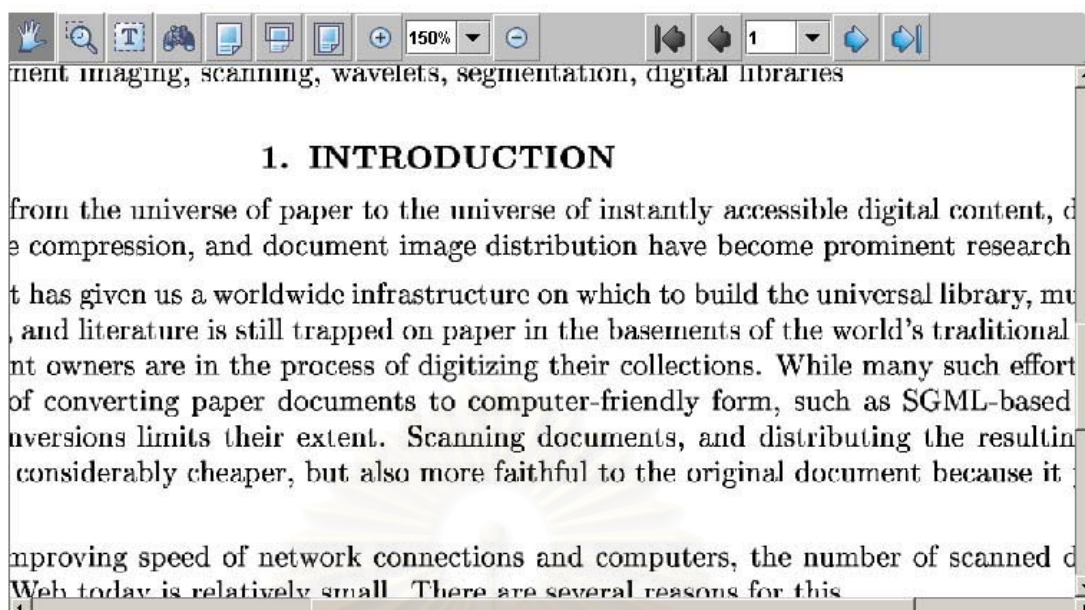 T 150% 1
ment imaging, scanning, wavelets, segmentation, digital libraries
1. INTRODUCTION
from the universe of paper to the universe of instantly accessible digital content, d
e compression, and document image distribution have become prominent research
t has given us a worldwide infrastructure on which to build the universal library, mu
, and literature is still trapped on paper in the basements of the world's traditional
nt owners are in the process of digitizing their collections. While many such effort
of converting paper documents to computer-friendly form, such as SGML-based
nversions limits their extent. Scanning documents, and distributing the resultin
considerably cheaper, but also more faithful to the original document because it
mproving speed of network connections and computers, the number of scanned d
Web today is relatively small. There are several reasons for this